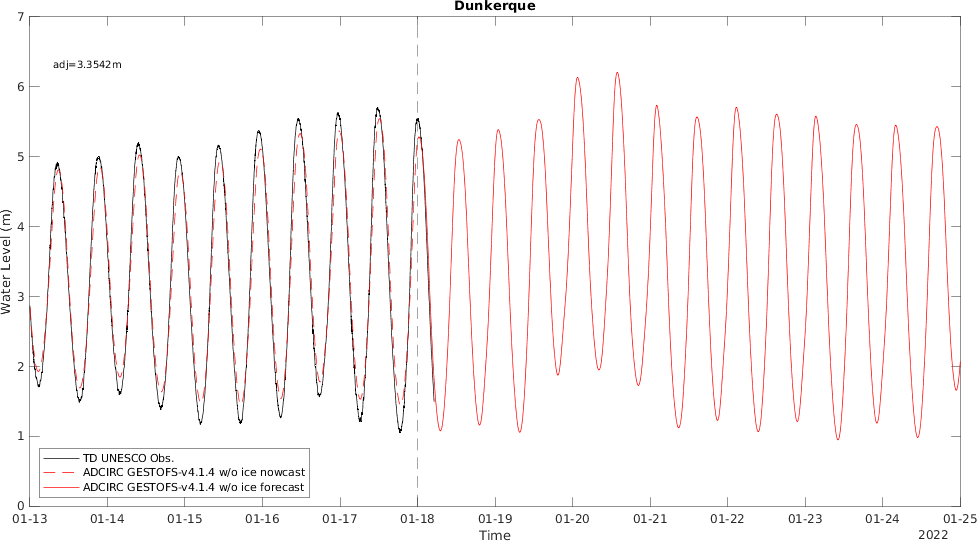 Dunkerque
7
adj=3.3542m
6
5
4
Water Level (m)
3
2
1
TD UNESCO Obs.
ADCIRC GESTOFS-v4.1.4 w/o ice nowcast
ADCIRC GESTOFS-v4.1.4 w/o ice forecast
0
01-13 01-14 01-15 01-16 01-17 01-18 01-19 01-20 01-21 01-22 01-23 01-24 01-25
Time 2022